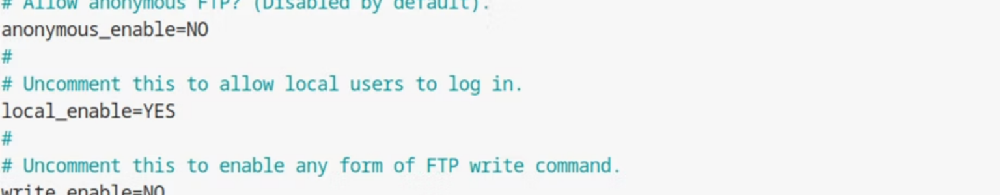 # Allow anonymous FTP? (Disabled by default).
anonymous_enable=NO
#
# Uncomment this to allow local users to log in.
local_enable=YES
#
# Uncomment this to enable any form of FTP write command.
write_enable=NO